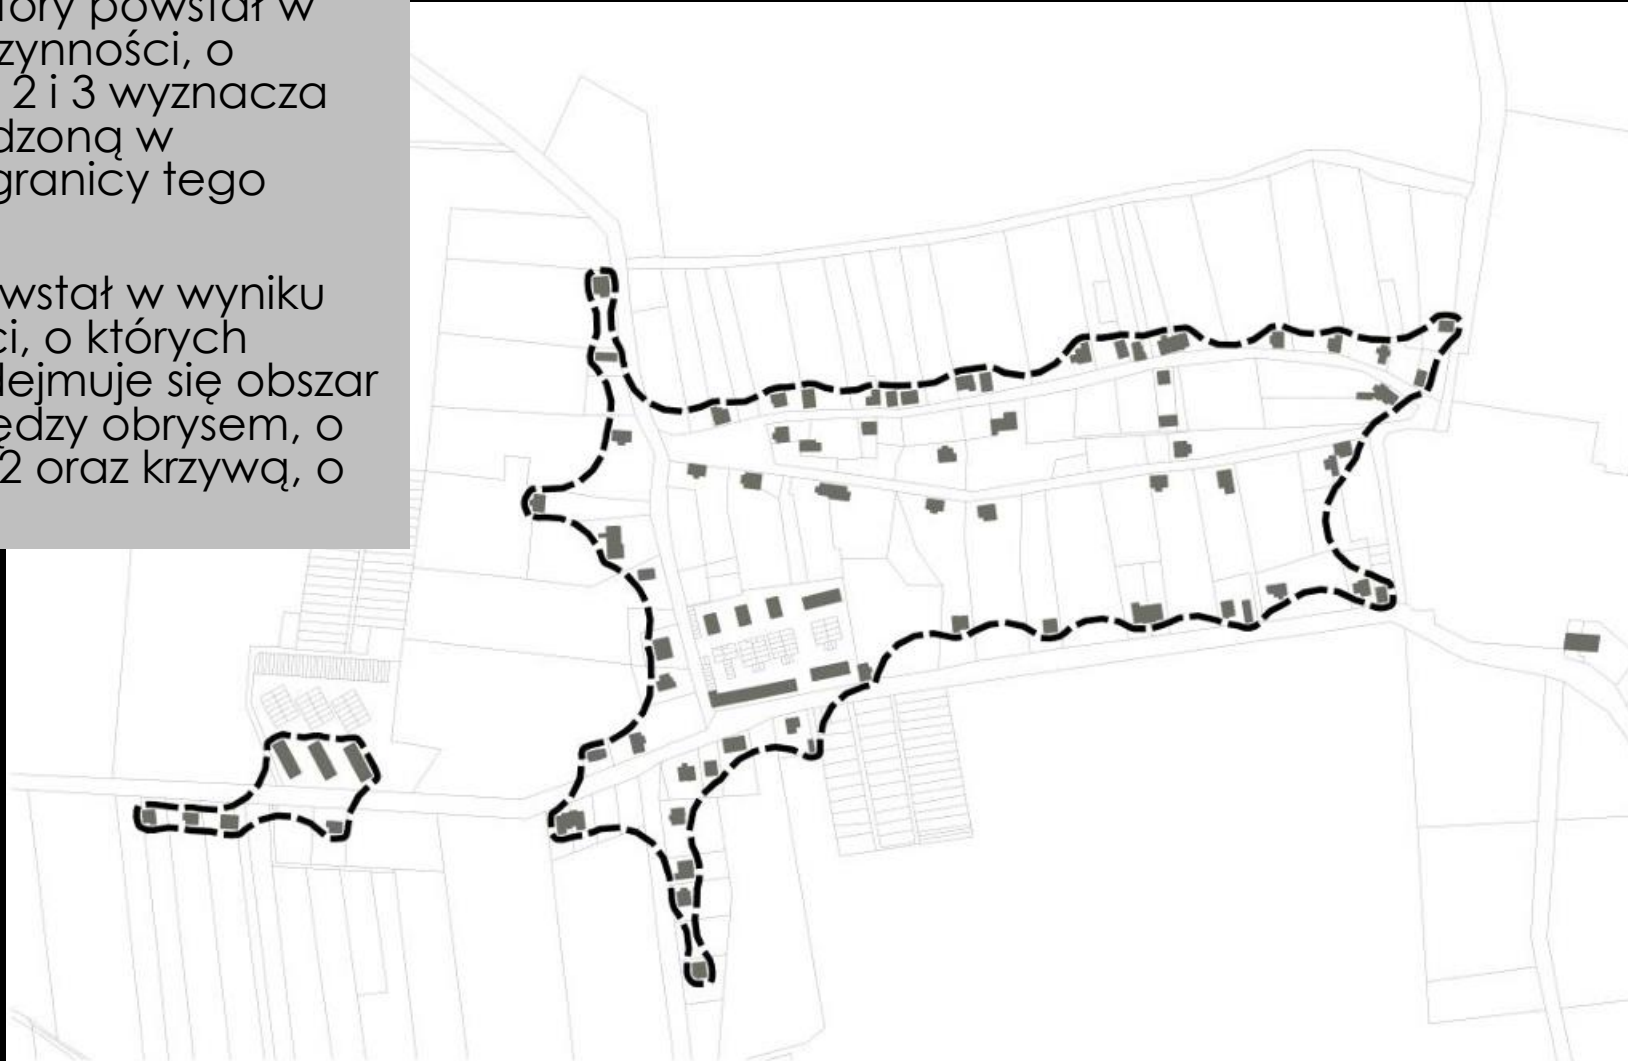 tóry powstał w
zynności, o
2 i 3 wyznacza
dzoną w
granicy tego
wstał w wyniku
ci, o których
dejmuje się obszar
ędzy obrysem, o
2 oraz krzywą, o